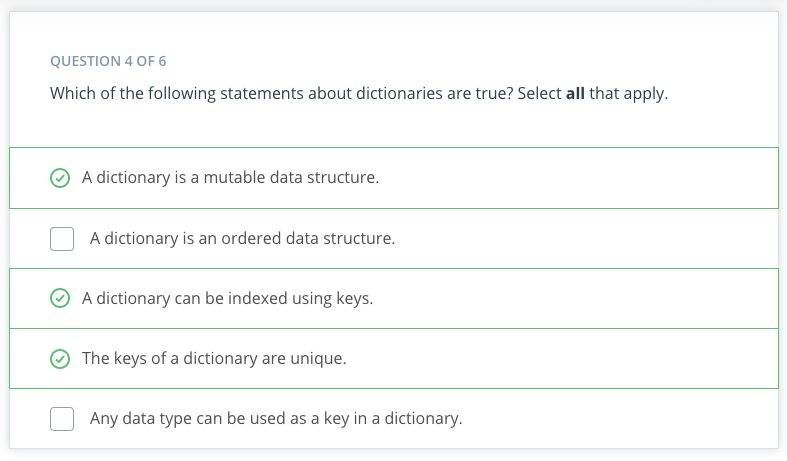 QUESTION 4 OF 6
Which of the following statements about dictionaries are true? Select all that apply.
A dictionary is a mutable data structure.
A dictionary is an ordered data structure.
A dictionary can be indexed using keys.
The keys of a dictionary are unique.
Any data type can be used as a key in a dictionary.